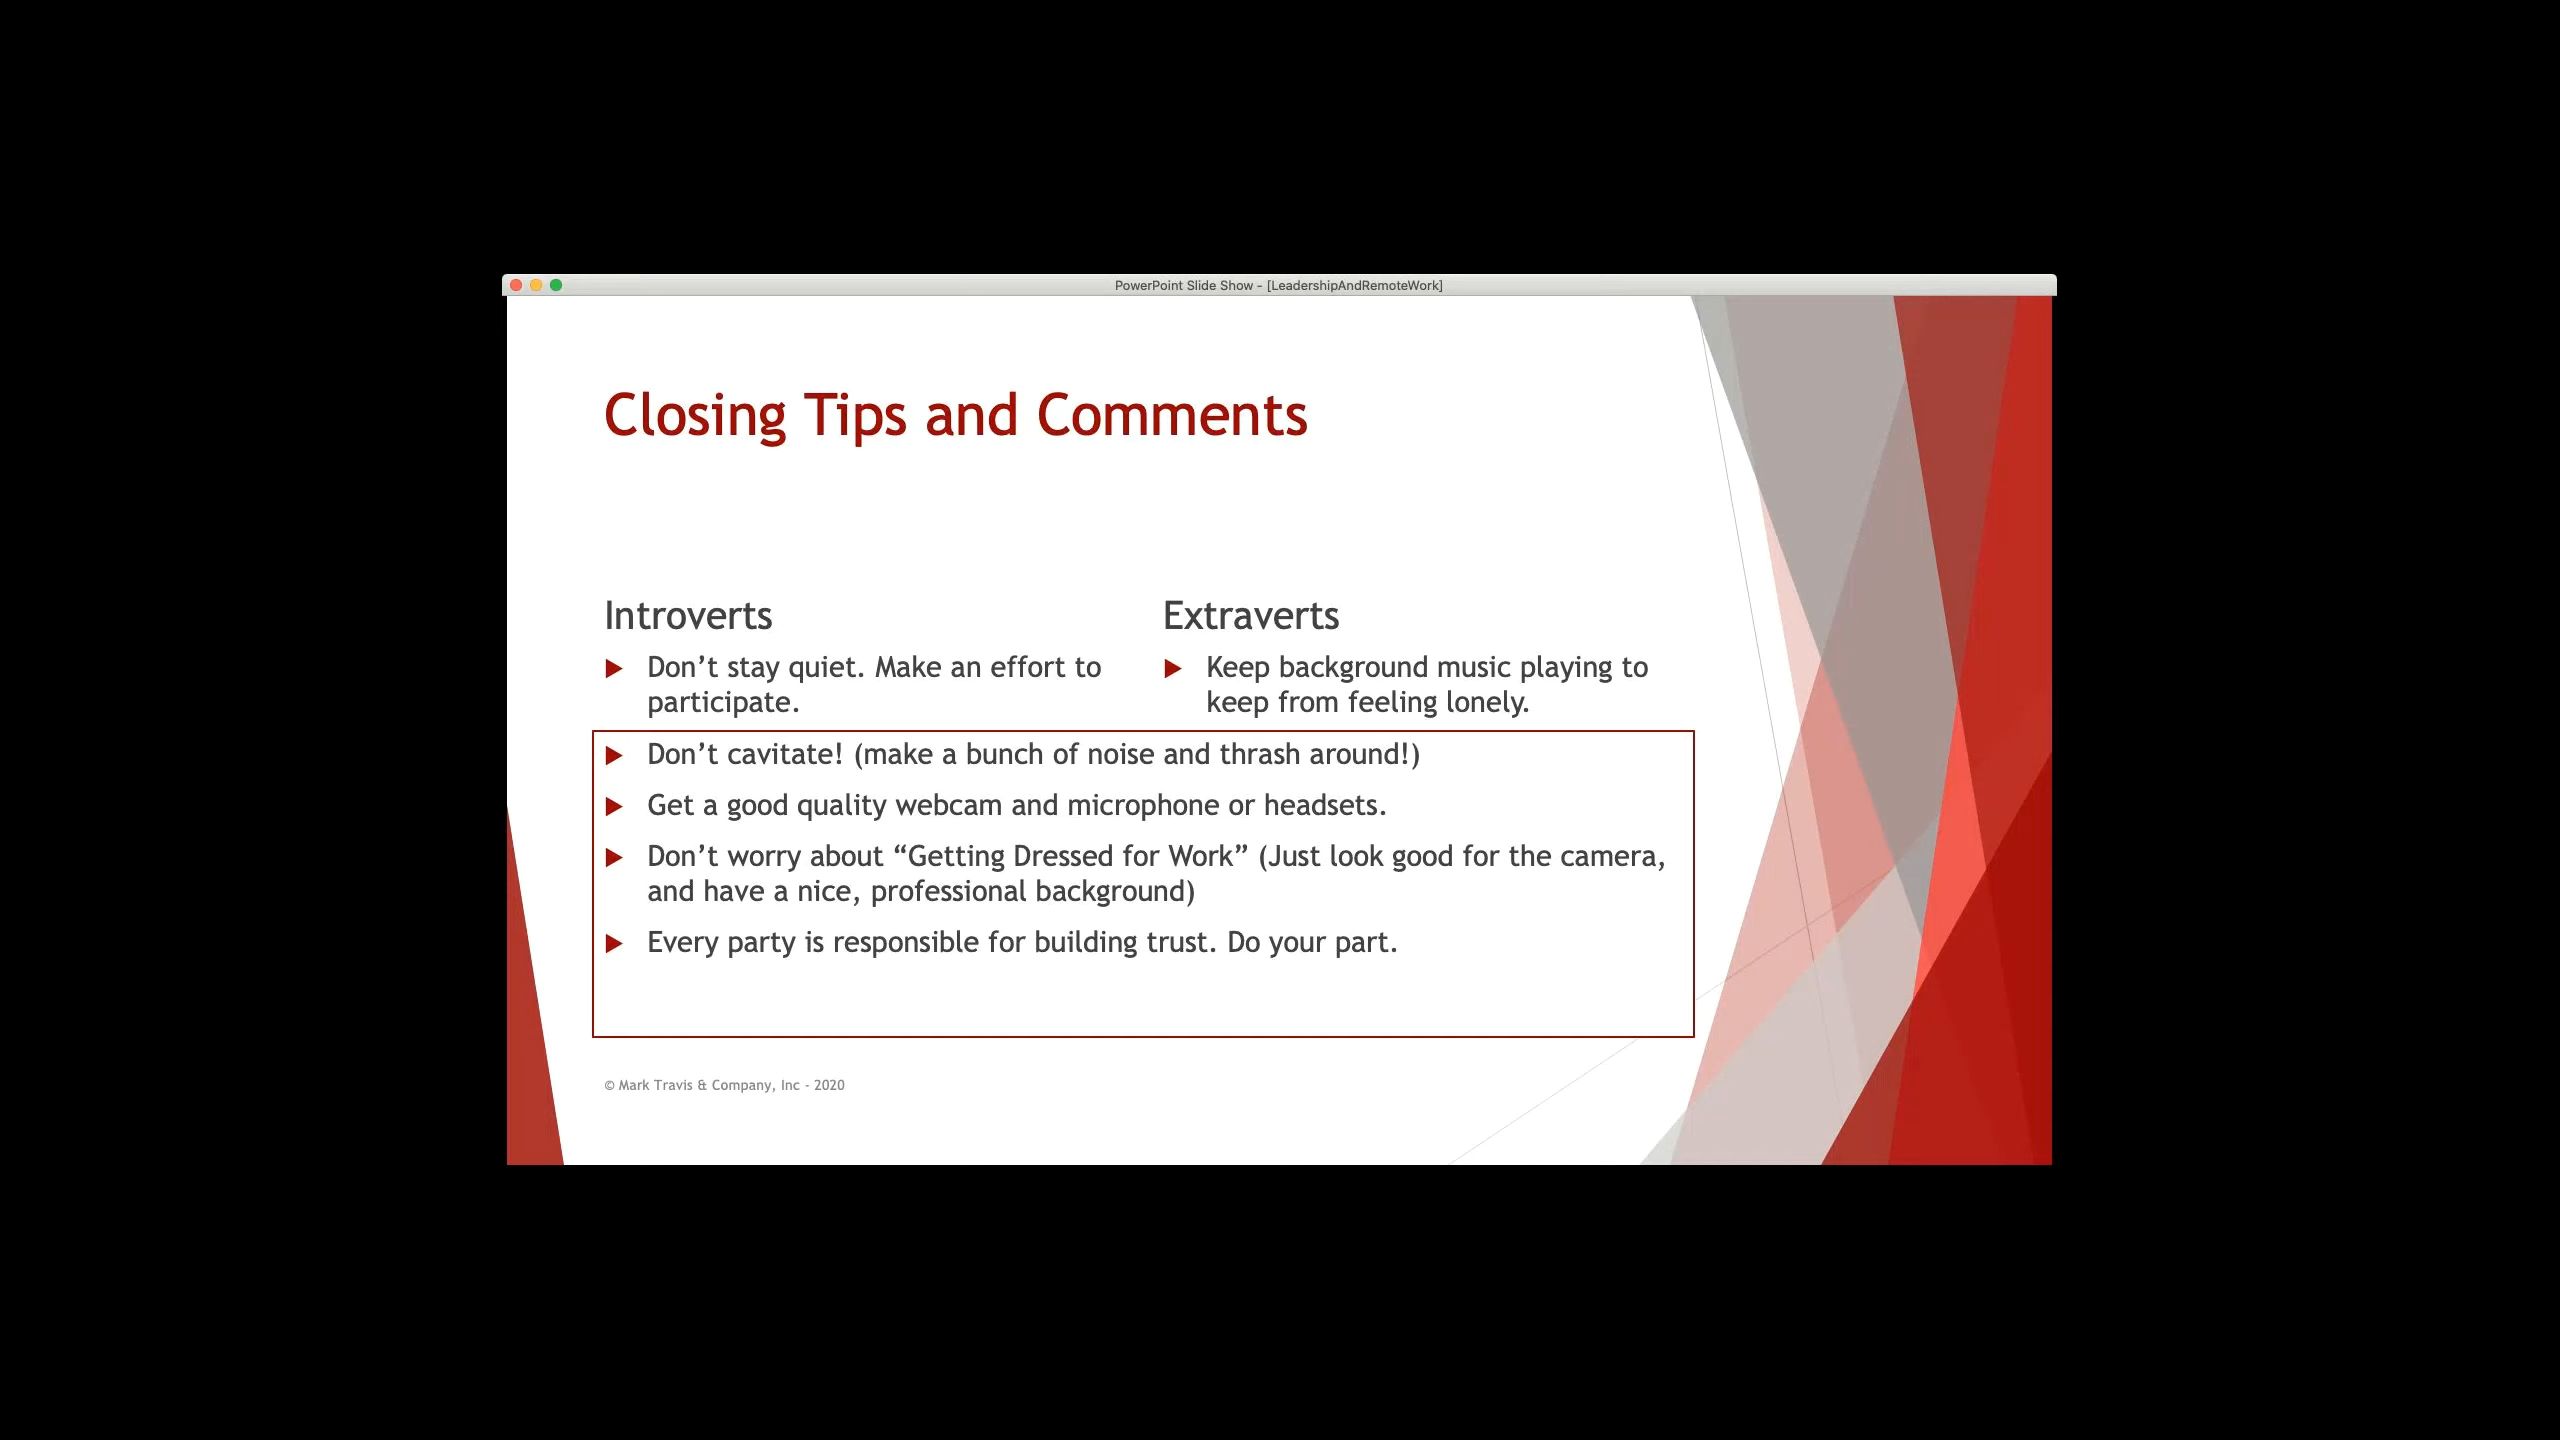 PowerPoint Slide Show - [LeadershipAndRemoteWork]
Closing Tips and Comments
Introverts
Don’t stay quiet. Make an effort to
participate.
Extraverts
Keep background music playing to
keep from feeling lonely.
Don’t cavitate! (make a bunch of noise and thrash around!)
Get a good quality webcam and microphone or headsets.
Don’t worry about “Getting Dressed for Work” (Just look good for the camera,
and have a nice, professional background)
Every party is responsible for building trust. Do your part.
© Mark Travis & Company, Inc - 2020